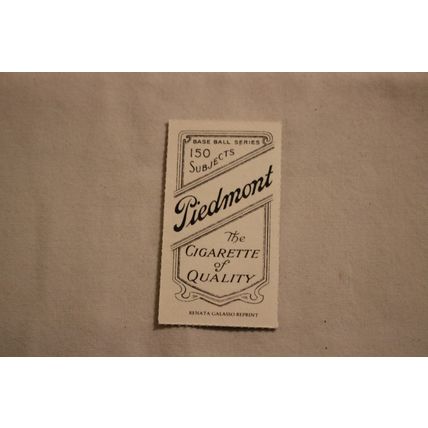 BASE BALL SERIES
150
SUBJECTS
Piedmont
The
CIGARETTE
of
QUALITY
RENATA GALASSO REPRINT